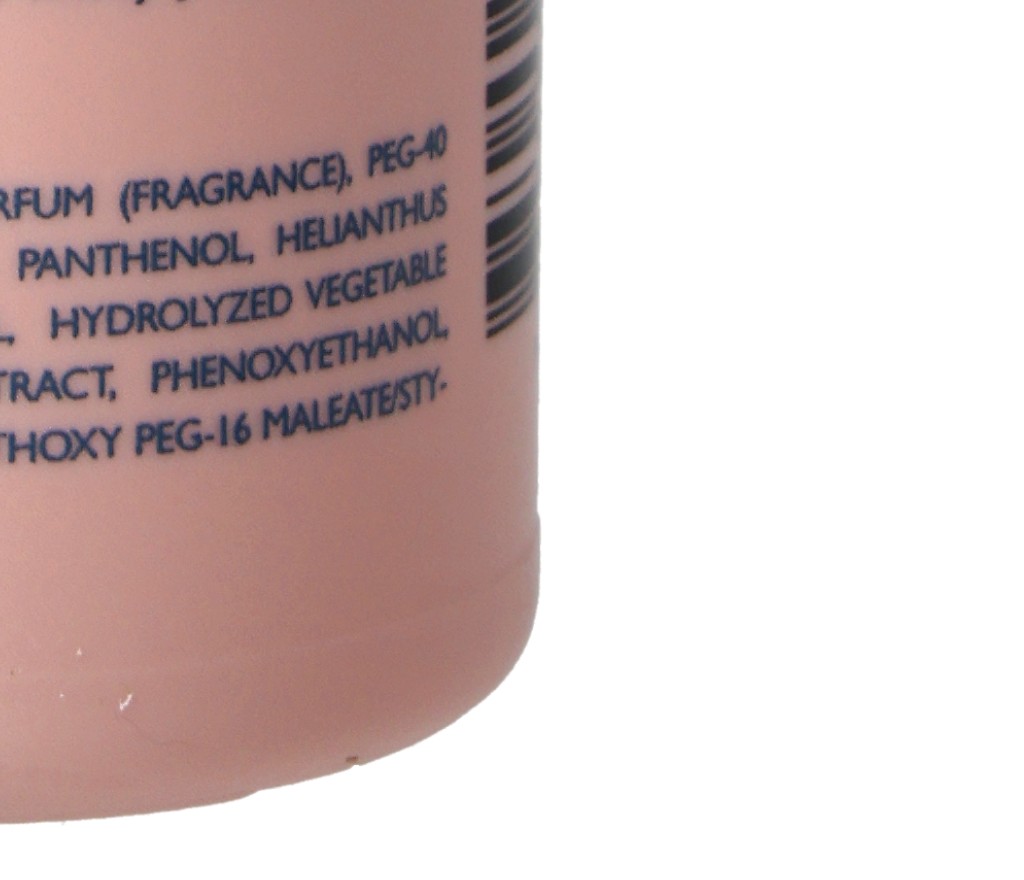 RFUM (FRAGRANCE), PEG-40
PANTHENOL, HELIANTHUS
L, HYDROLYZED VEGETABLE
TRACT, PHENOXYETHANOL,
THOXY PEG-16 MALEATE/STY-